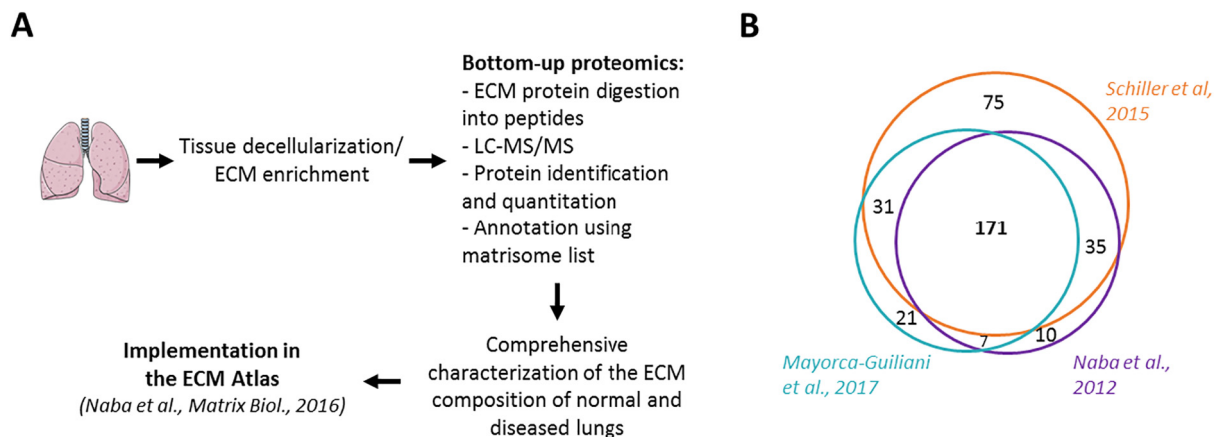 A
Tissue decellularization/
ECM enrichment
Bottom-up proteomics:
- ECM protein digestion
into peptides
- LC-MS/MS
- Protein identification
and quantitation
- Annotation using
matrisome list
Comprehensive
characterization of the ECM
composition of normal and
diseased lungs
Implementation in
the ECM Atlas
(Naba et al., Matrix Biol., 2016)
B
75
Schiller et al,
2015
31
171
35
21
7
10
Mayorca-Guiliani
et al., 2017
Naba et al.,
2012